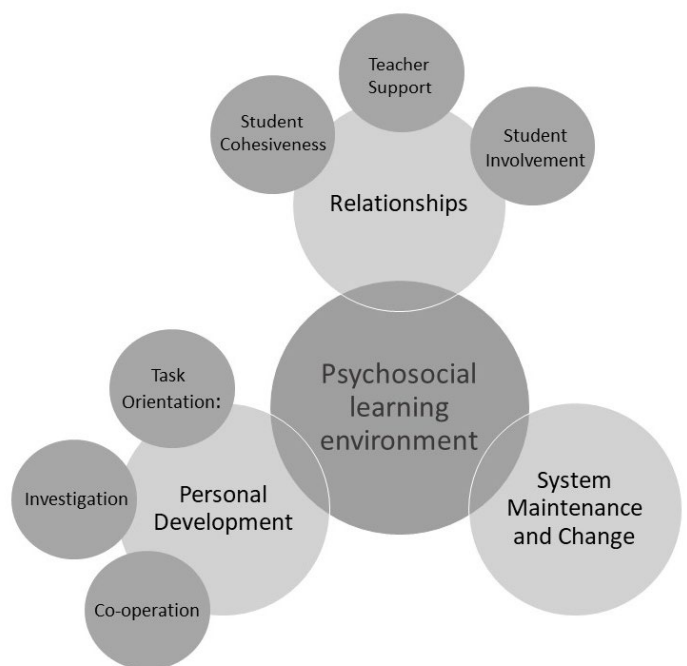 Teacher
Support
Student
Cohesiveness
Student
Involvement
Relationships
Psychosocial
learning
environment
Task
Orientation:
Investigation
Personal
Development
Co-operation
System
Maintenance
and Change